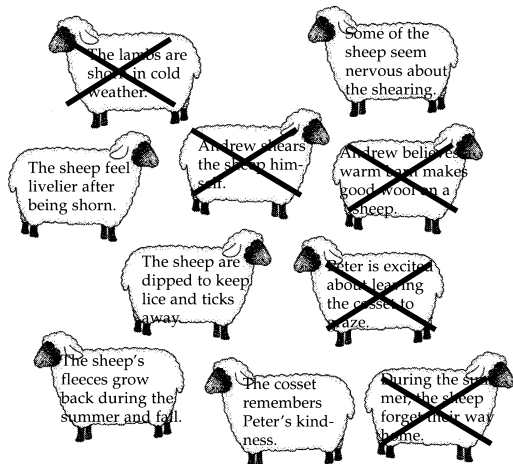 The lambs are
shorn in cold
weather.
Some of the
sheep seem
nervous about
the shearing.
The sheep feel
livelier after
being shorn.
Andrew shears
the sheep him-
self.
Andrew believes
warm barn makes
good wool on a
sheep.
The sheep are
dipped to keep
lice and ticks
away.
Peter is excited
about leaving
the cosset to
graze.
The sheep's
fleeces grow
back during the
summer and fall.
The cosset
remembers
Peter's kind-
ness.
During the sum-
mer, the sheep
forget their way
home.